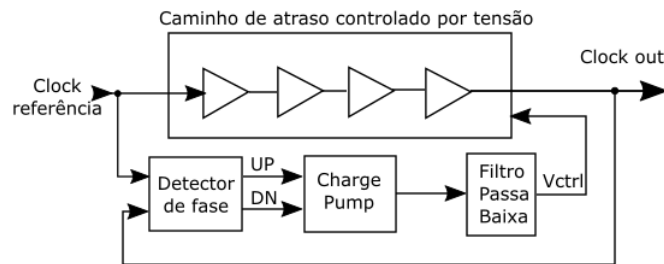 Caminho de atraso controlado por tensão
Clock
referência
Clock out
Detector
de fase
UP
DN
Charge
Pump
Filtro
Passa
Baixa
Vctrl